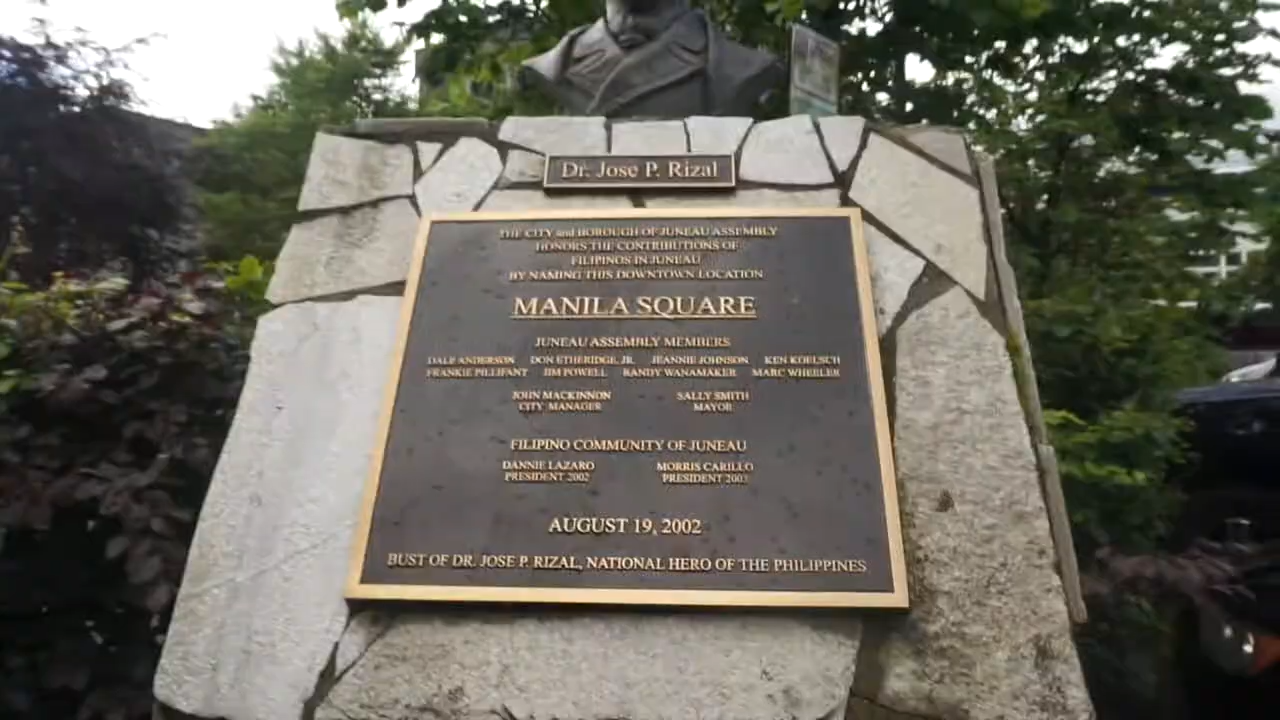 Dr. Jose P. Rizal
THE CITY and BOROUGH OF JUNEAU ASSEMBLY
HONORS THE CONTRIBUTIONS OF
FILIPINOS IN JUNEAU
BY NAMING THIS DOWNTOWN LOCATION
MANILA SQUARE
JUNEAU ASSEMBLY MEMBERS
DALE ANDERSON DON ETHERIDGE, JR. JEANNIE JOHNSON KEN KOELSCH
FRANKIE PILLIFANT JIM POWELL RANDY WANAMAKER MARC WHEELER
JOHN MACKINNON SALLY SMITH
CITY MANAGER MAYOR
FILIPINO COMMUNITY OF JUNEAU
DANNIE LAZARO MORRIS CARILLO
PRESIDENT 2002 PRESIDENT 2003
AUGUST 19, 2002
BUST OF DR. JOSE P. RIZAL, NATIONAL HERO OF THE PHILIPPINES